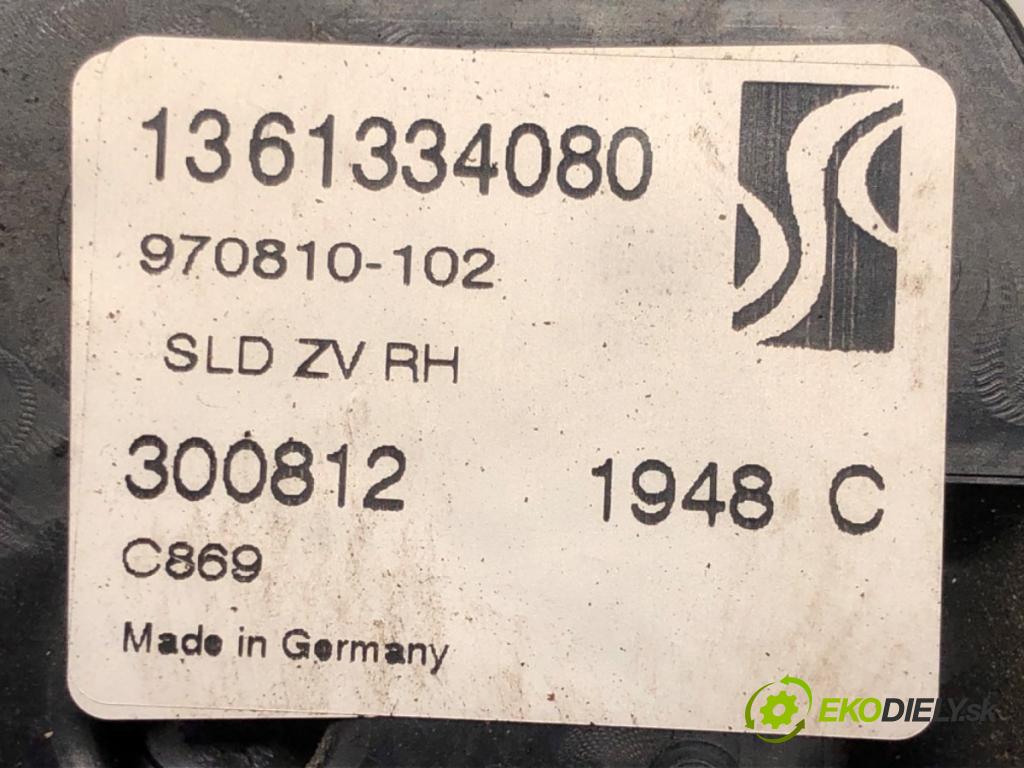 1361334080
970810-102
SLD ZV RH
300812 1948 C
C869
Made in Germany
EKODIELY.sk